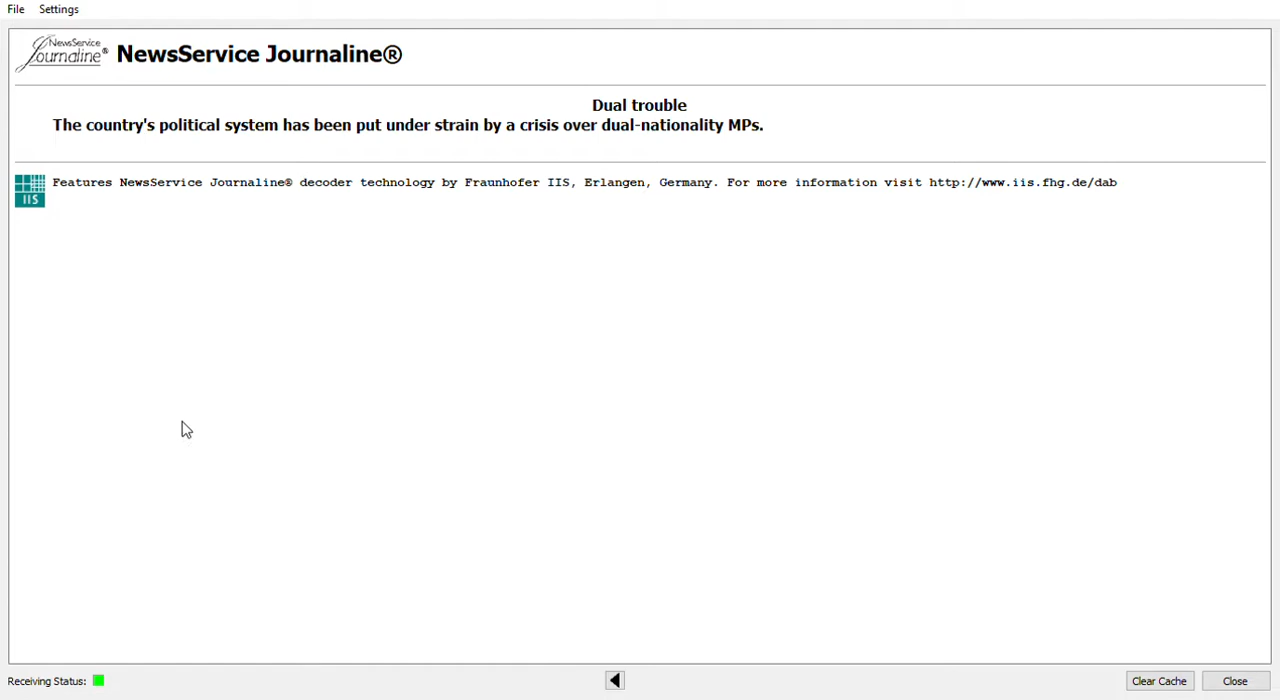 File Settings
NewsService Journaline® NewsService Journaline®
Dual trouble
The country's political system has been put under strain by a crisis over dual-nationality MPs.
Features NewsService Journaline® decoder technology by Fraunhofer IIS, Erlangen, Germany. For more information visit http://www.iis.fhg.de/dab
IIS
Receiving Status: Clear Cache Close